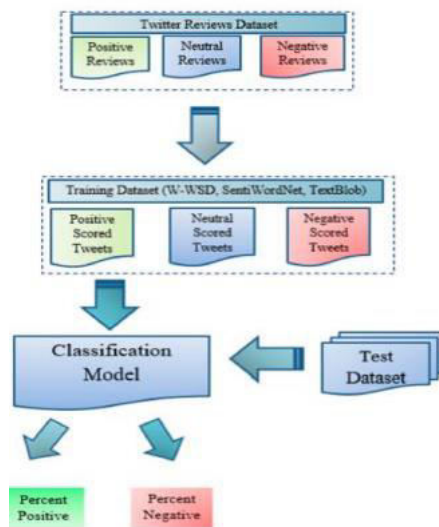 Twitter Reviews Dataset
Positive Neutral Negative
Reviews Reviews Reviews
Training Dataset (W-WSD, SentiWordNet, TextBlob)
Positive Neutral Negative
Scored Scored Scored
Tweets Tweets Tweets
Classification
Model
Test
Dataset
Percent Percent
Positive Negative